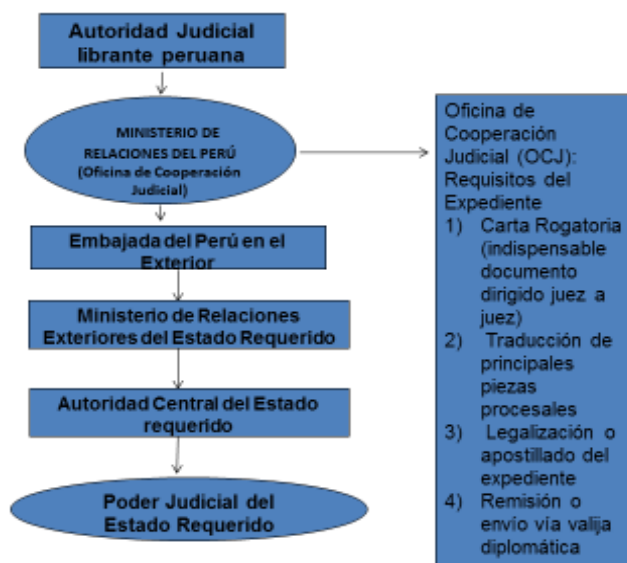 Autoridad Judicial
librante peruana
MINISTERIO DE
RELACIONES DEL PERÚ
(Oficina de Cooperación
Judicial)
Embajada del Perú en el
Exterior
Ministerio de Relaciones
Exteriores del Estado Requerido
Autoridad Central del Estado
requerido
Poder Judicial del
Estado Requerido
Oficina de
Cooperación
Judicial (OCJ):
Requisitos del
Expediente
1) Carta Rogatoria
(indispensable
documento
dirigido juez a
juez)
2) Traducción de
principales
piezas
procesales
3) Legalización o
apostillado del
expediente
4) Remisión o
envío vía valija
diplomática